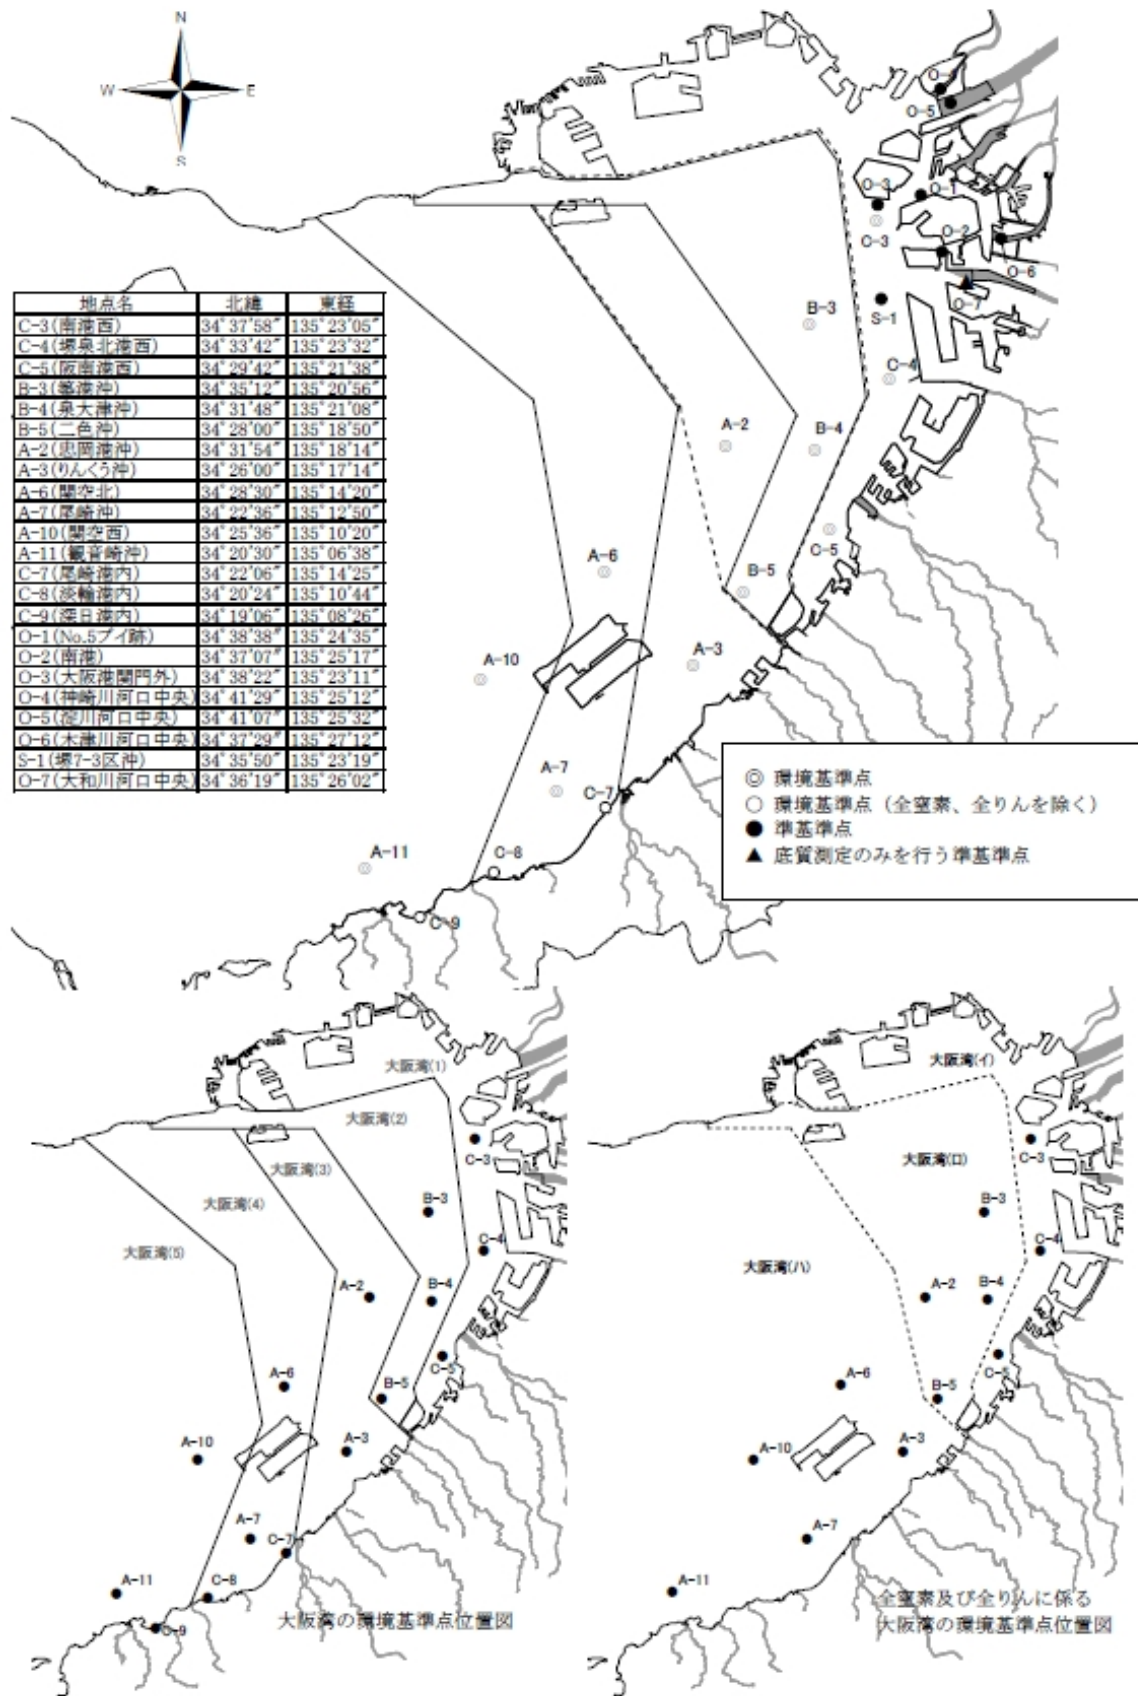 N
W
E
S
O-4
O-5
O-3
O-1
O-2
C-3
O-6
O-7
S-1
B-3
C-4
A-2
B-4
C-5
A-6
B-5
A-3
A-10
A-7
C-7
A-11
C-8
C-9
地点名 北緯 東経
C-3(南港西) 34°37′58″ 135°23′05″
C-4(堺泉北港西) 34°33′42″ 135°23′32″
C-5(阪南港西) 34°29′42″ 135°21′38″
B-3(築港沖) 34°35′12″ 135°20′56″
B-4(泉大津沖) 34°31′48″ 135°21′08″
B-5(二色沖) 34°28′00″ 135°18′50″
A-2(忠岡港沖) 34°31′54″ 135°18′14″
A-3(りんくう沖) 34°26′00″ 135°17′14″
A-6(関空北) 34°28′30″ 135°14′20″
A-7(尾崎沖) 34°22′36″ 135°12′50″
A-10(関空西) 34°25′36″ 135°10′20″
A-11(観音崎沖) 34°20′30″ 135°06′38″
C-7(尾崎港内) 34°22′06″ 135°14′25″
C-8(淡輪港内) 34°20′24″ 135°10′44″
C-9(深日港内) 34°19′06″ 135°08′26″
O-1(No.5ブイ跡) 34°38′38″ 135°24′35″
O-2(南港) 34°37′07″ 135°25′17″
O-3(大阪港関門外) 34°38′22″ 135°23′11″
O-4(神崎川河口中央) 34°41′29″ 135°25′12″
O-5(淀川河口中央) 34°41′07″ 135°25′32″
O-6(木津川河口中央) 34°37′29″ 135°27′12″
S-1(堺7-3区沖) 34°35′50″ 135°23′19″
O-7(大和川河口中央) 34°36′19″ 135°26′02″
◎ 環境基準点
○ 環境基準点（全窒素、全りんを除く）
● 準基準点
▲ 底質測定のみを行う準基準点
大阪湾(1)
大阪湾(2)
大阪湾(3)
大阪湾(4)
大阪湾(5)
C-3
B-3
C-4
A-2
B-4
C-5
A-6
B-5
A-10
A-3
A-7
C-7
A-11
C-8
C-9
大阪湾の環境基準点位置図
大阪湾(イ)
大阪湾(ロ)
大阪湾(ハ)
C-3
B-3
C-4
A-2
B-4
C-5
A-6
B-5
A-10
A-3
A-7
A-11
全窒素及び全りんに係る
大阪湾の環境基準点位置図